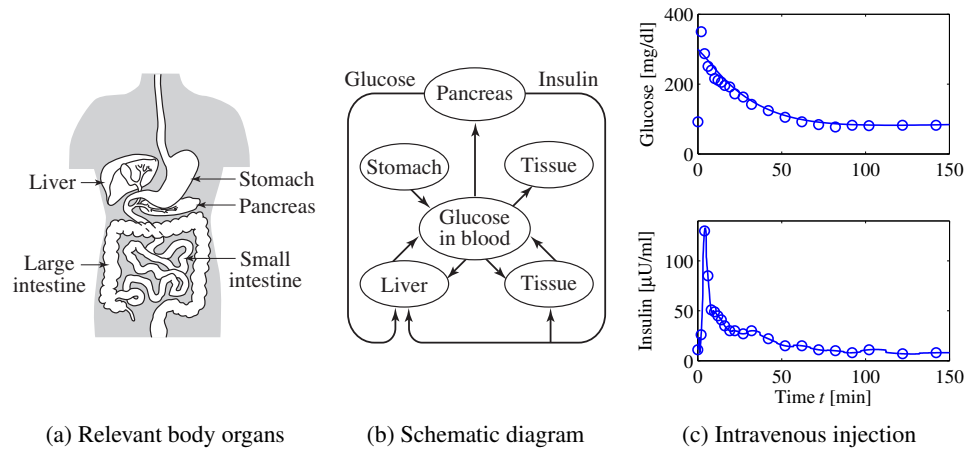 Liver
Stomach
Pancreas
Large
intestine
Small
intestine
(a) Relevant body organs
Glucose
Insulin
Pancreas
Stomach
Tissue
Glucose
in blood
Liver
Tissue
(b) Schematic diagram
400
200
0
0 50 100 150
Glucose [mg/dl]
100
50
0
0 50 100 150
Insulin [µU/ml]
Time t [min]
(c) Intravenous injection